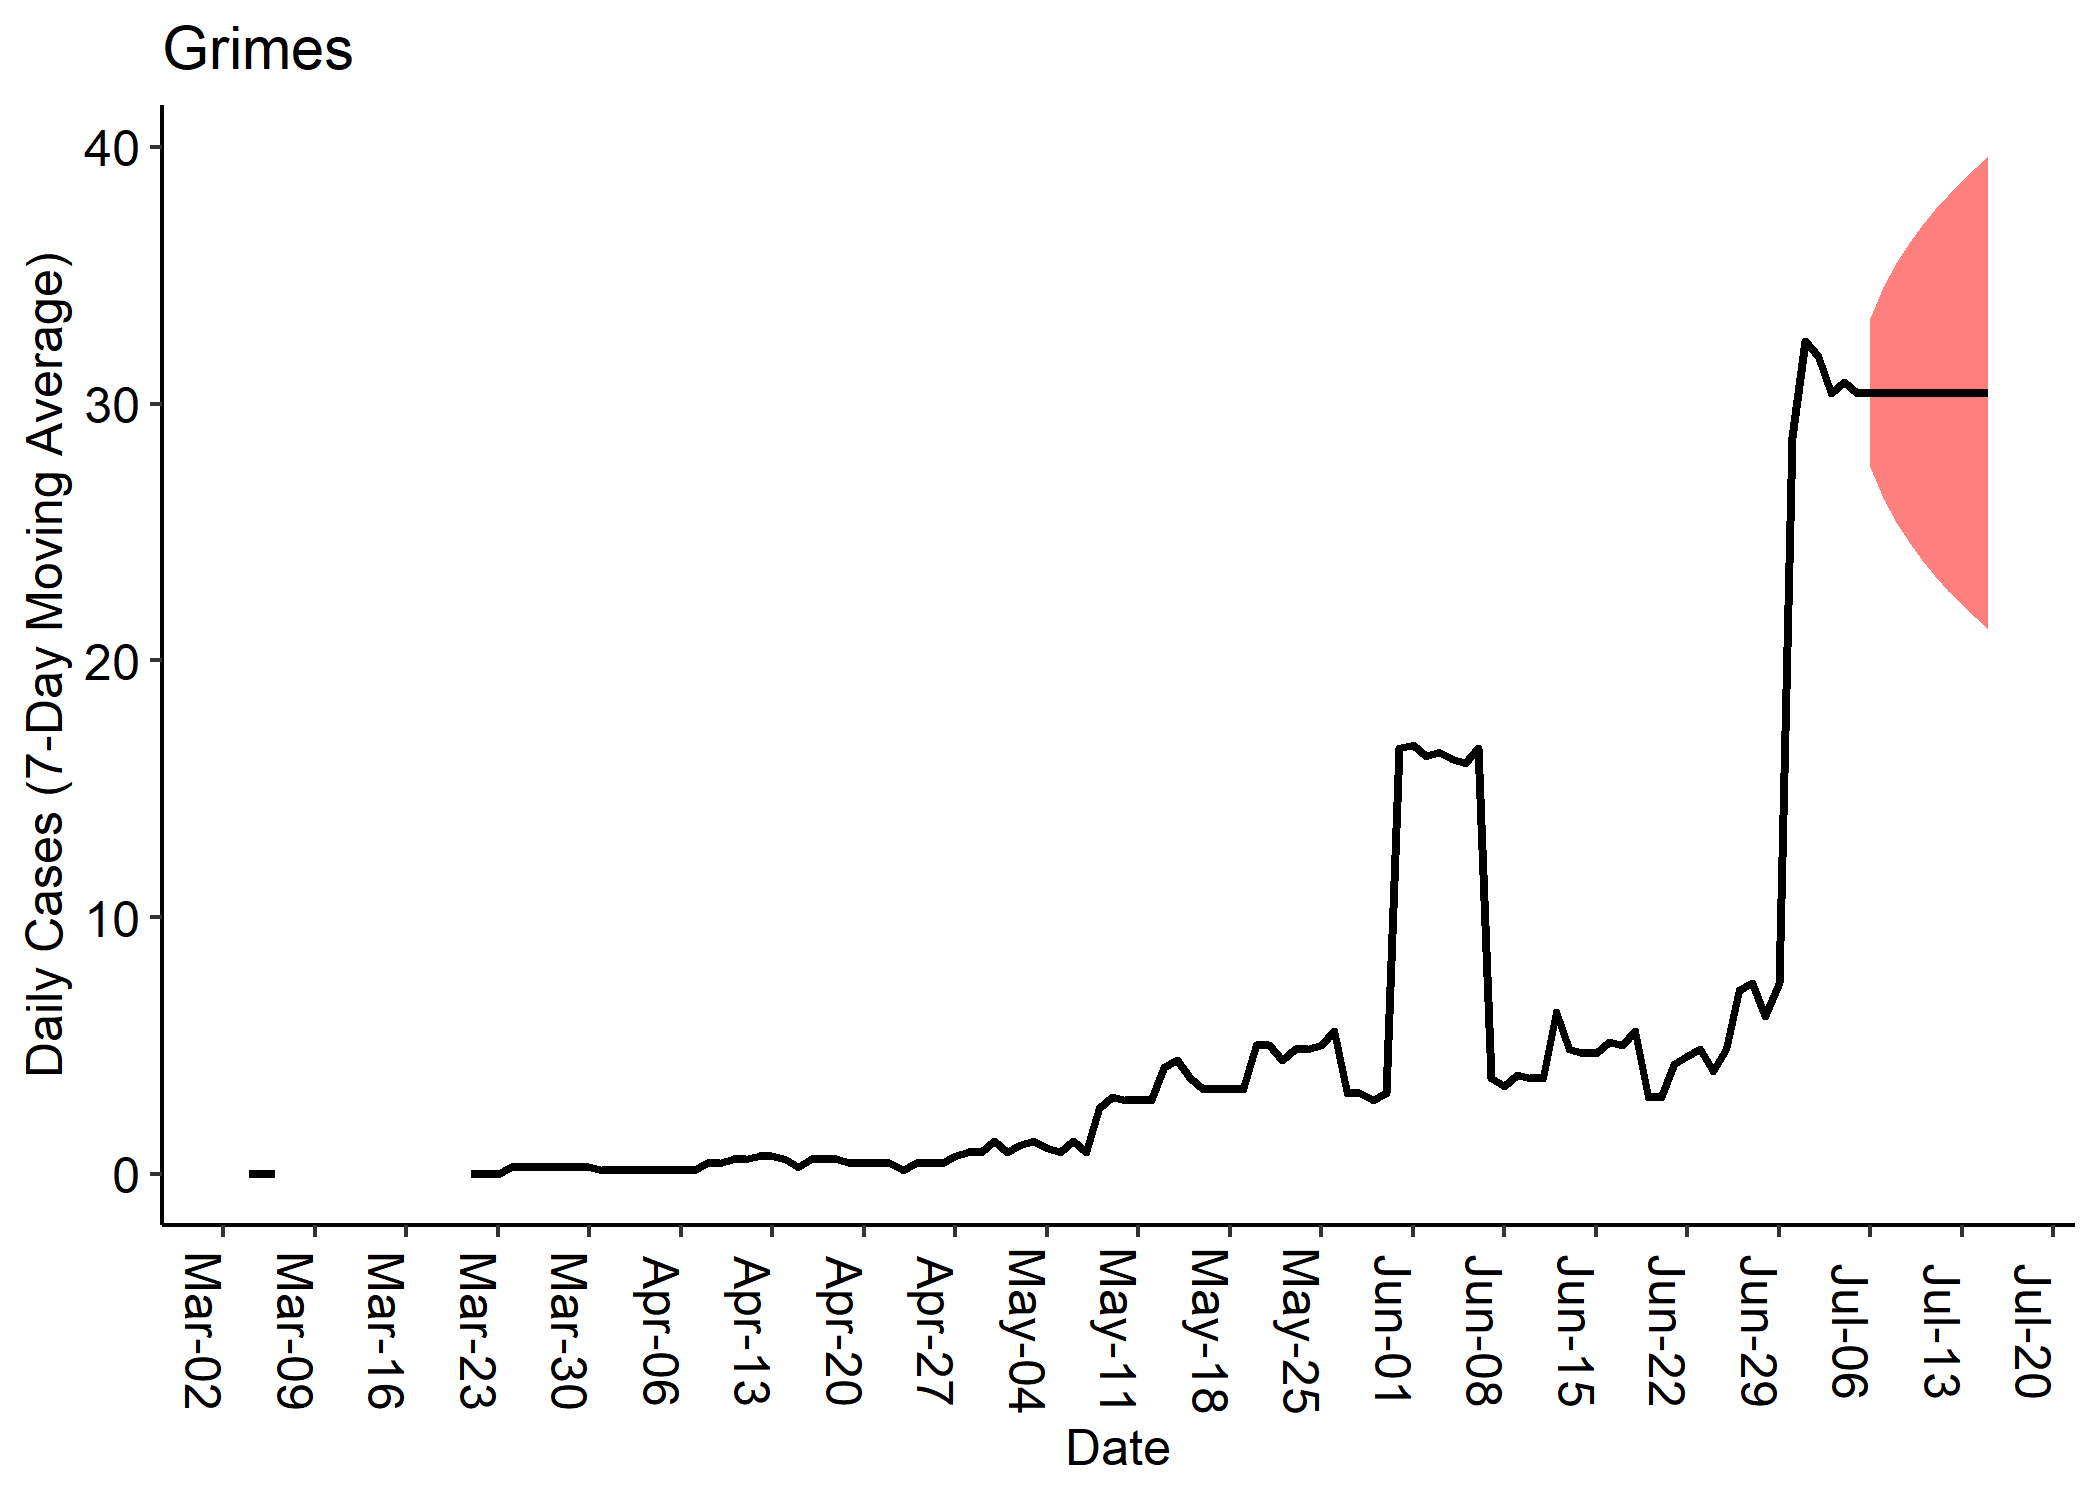 Grimes
Daily Cases (7-Day Moving Average)
40
30
20
10
0
Mar-02
Mar-09
Mar-16
Mar-23
Mar-30
Apr-06
Apr-13
Apr-20
Apr-27
May-04
May-11
May-18
May-25
Jun-01
Jun-08
Jun-15
Jun-22
Jun-29
Jul-06
Jul-13
Jul-20
Date